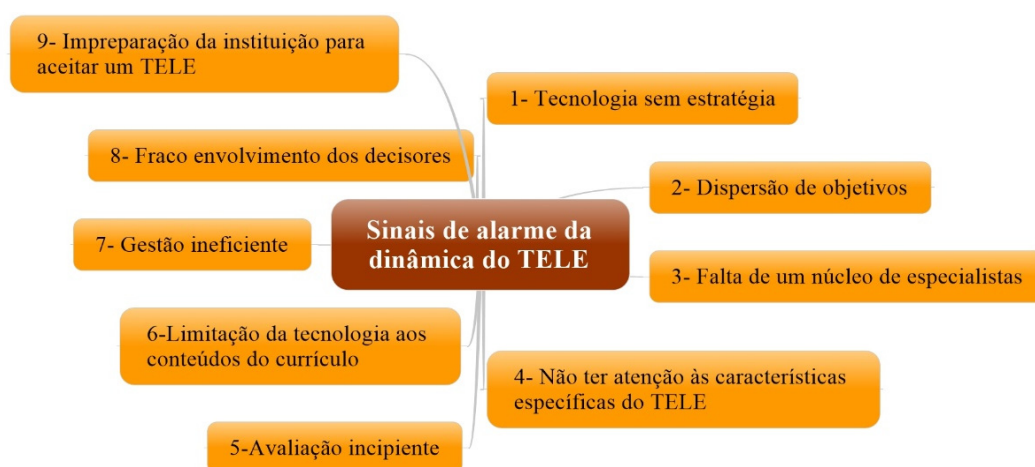 Sinais de alarme da
dinâmica do TELE
1- Tecnologia sem estratégia
2- Dispersão de objetivos
3- Falta de um núcleo de especialistas
4- Não ter atenção às características
específicas do TELE
5-Avaliação incipiente
6-Limitação da tecnologia aos
conteúdos do currículo
7- Gestão ineficiente
8- Fraco envolvimento dos decisores
9- Impreparação da instituição para
aceitar um TELE